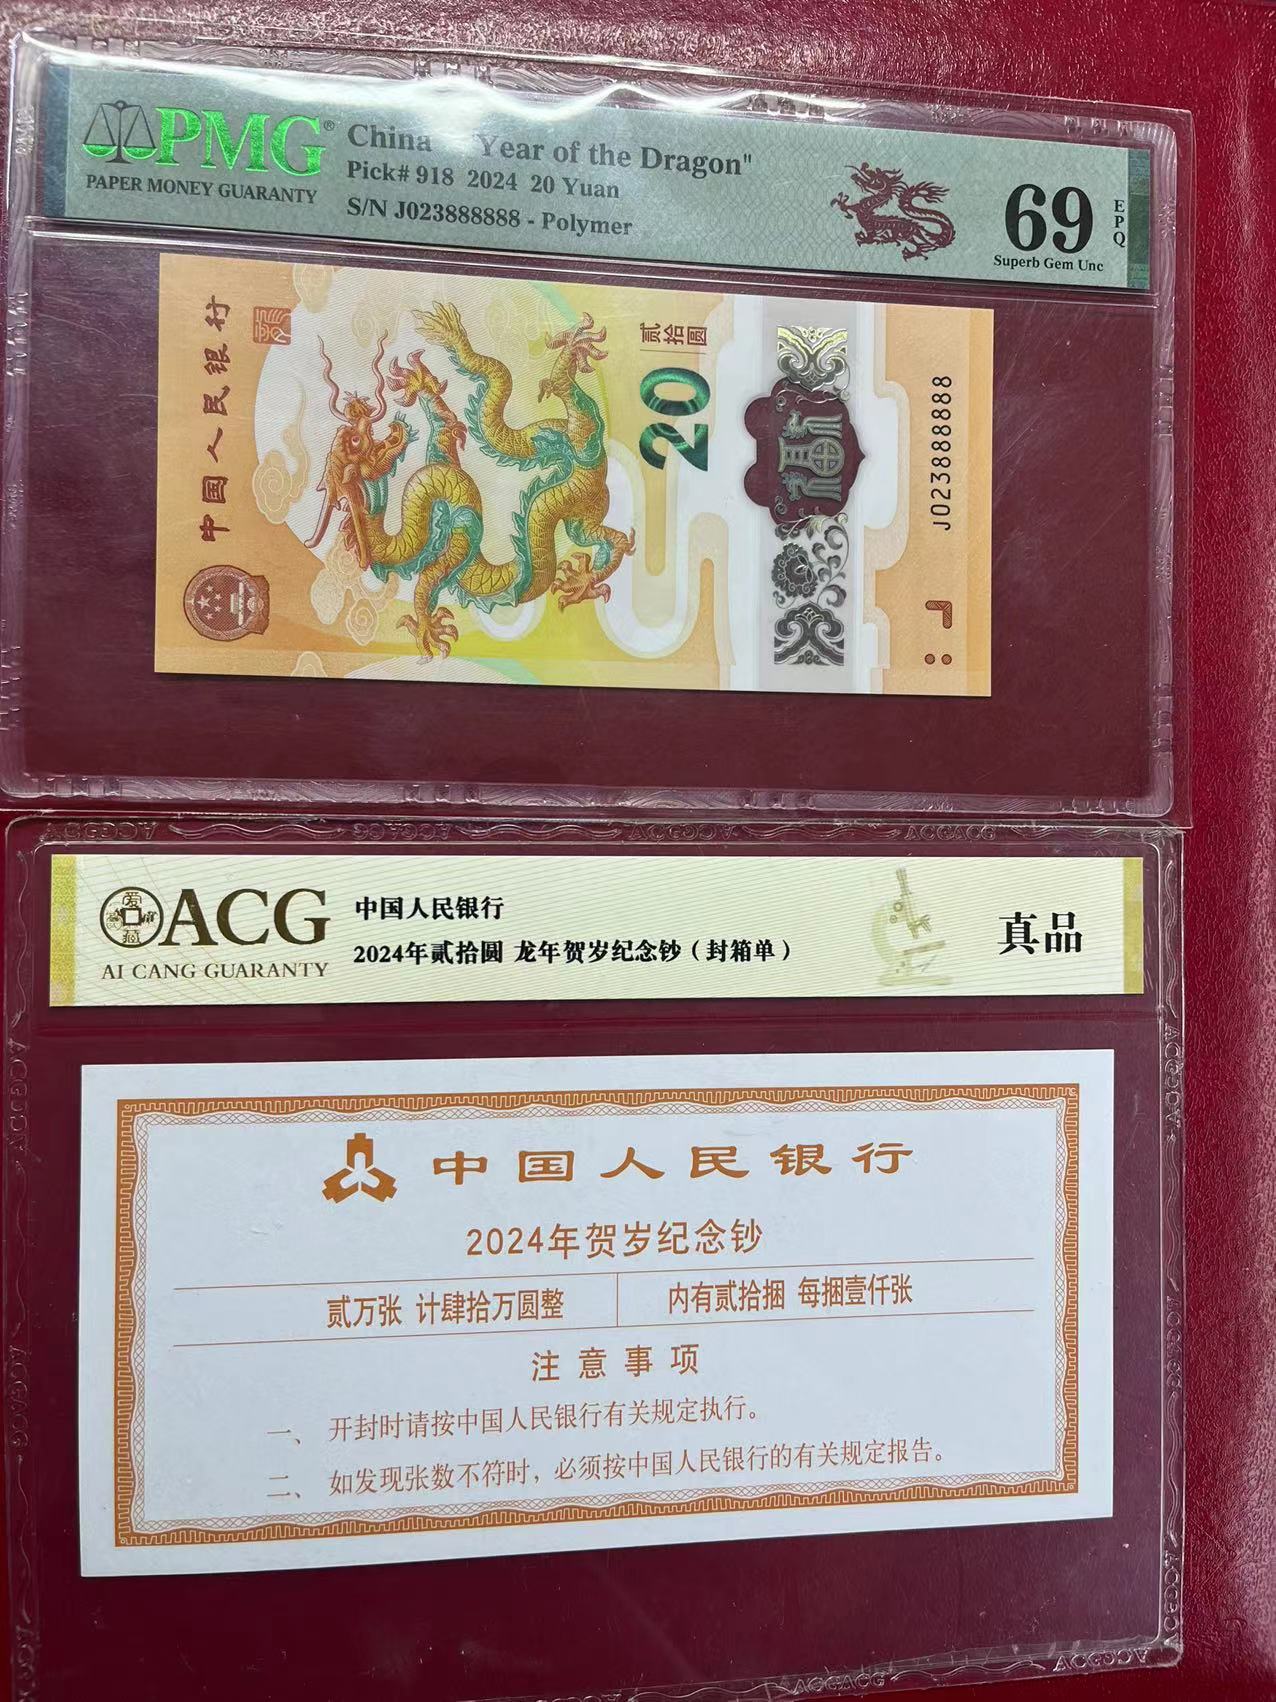 PMG®
PAPER MONEY GUARANTY
China "Year of the Dragon"
Pick# 918 2024 20 Yuan
S/N J023888888 - Polymer
69
EPQ
Superb Gem Unc
中国人民银行
20
贰拾圆
J023888888
ACG
AI CANG GUARANTY
中国人民银行
2024年贰拾圆 龙年贺岁纪念钞（封箱单）
真品
中国人民银行
2024年贺岁纪念钞
贰万张 计肆拾万圆整
内有贰拾捆 每捆壹仟张
注意事项
一、 开封时请按中国人民银行有关规定执行。
二、 如发现张数不符时，必须按中国人民银行的有关规定报告。